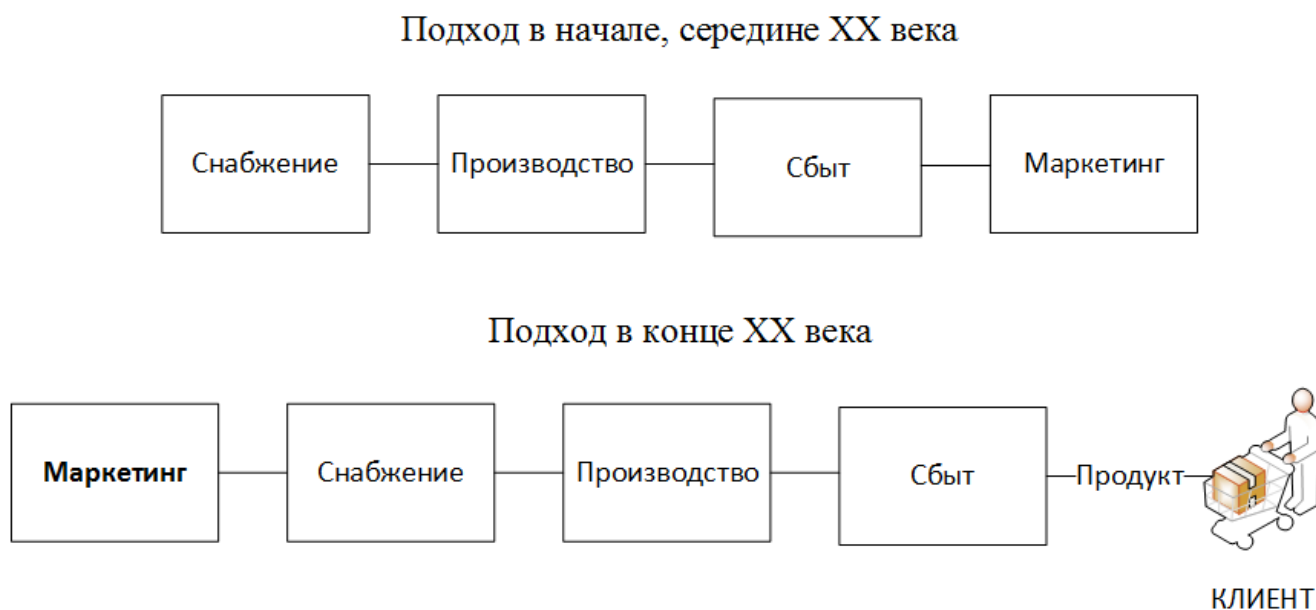 Подход в начале, середине XX века
Снабжение
Производство
Сбыт
Маркетинг
Подход в конце XX века
Маркетинг
Снабжение
Производство
Сбыт
Продукт
КЛИЕНТ